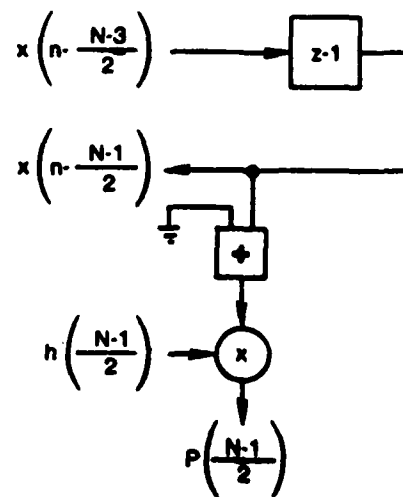 x(n- N-3/2) z-1
x(n- N-1/2)
+
h(N-1/2) x
P(N-1/2)